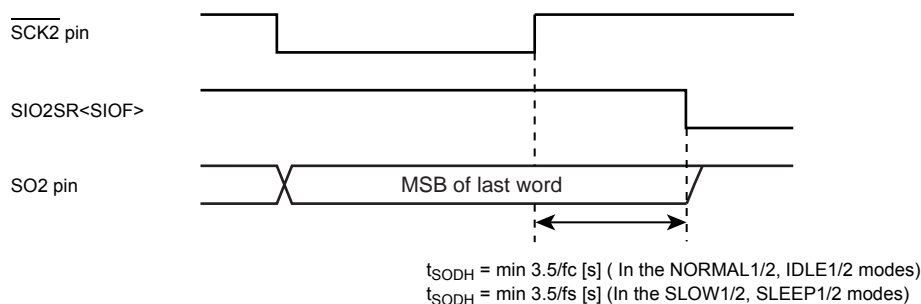 SCK2 pin
SIO2SR<SIOF>
SO2 pin
MSB of last word
tSODH = min 3.5/fc [s] ( In the NORMAL1/2, IDLE1/2 modes)
tSODH = min 3.5/fs [s] (In the SLOW1/2, SLEEP1/2 modes)